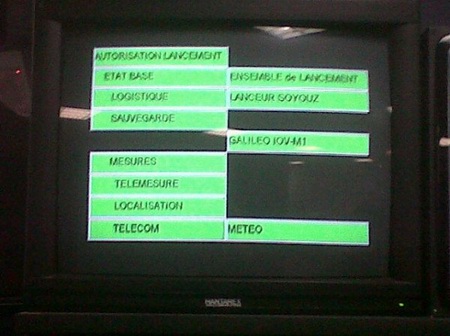 AUTORISATION LANCEMENT
ETAT BASE
ENSEMBLE de LANCEMENT
LOGISTIQUE
LANCEUR SOYOUZ
SAUVEGARDE
GALILEO IOV-M1
MESURES
TELEMESURE
LOCALISATION
TELECOM
METEO